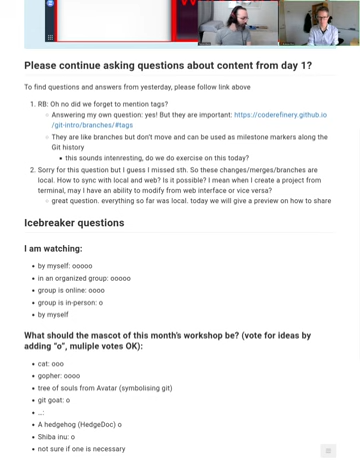 Please continue asking questions about content from day 1?
To find questions and answers from yesterday, please follow link above
1. RB: Oh no did we forget to mention tags?
Answering my own question: yes! But they are important: https://coderefinery.github.io
/git-intro/branches/#tags
They are like branches but don't move and can be used as milestone markers along the
Git history
this sounds intenresting, do we do exercise on this today?
2. Sorry for this question but I guess I missed sth. So these changes/merges/branches are
local. How to sync with local and web? Is it possible? I mean when I create a project from
terminal, may I have an ability to modify from web interface or vice versa?
great question. everything so far was local. today we will give a preview on how to share
Icebreaker questions
I am watching:
by myself: ooooo
in an organized group: ooooo
group is online: oooo
group is in-person: o
by myself
What should the mascot of this month's workshop be? (vote for ideas by
adding "o", muliple votes OK):
cat: ooo
gopher: oooo
tree of souls from Avatar (symbolising git)
git goat: o
...:
A hedgehog (HedgeDoc) o
Shiba inu: o
not sure if one is necessary